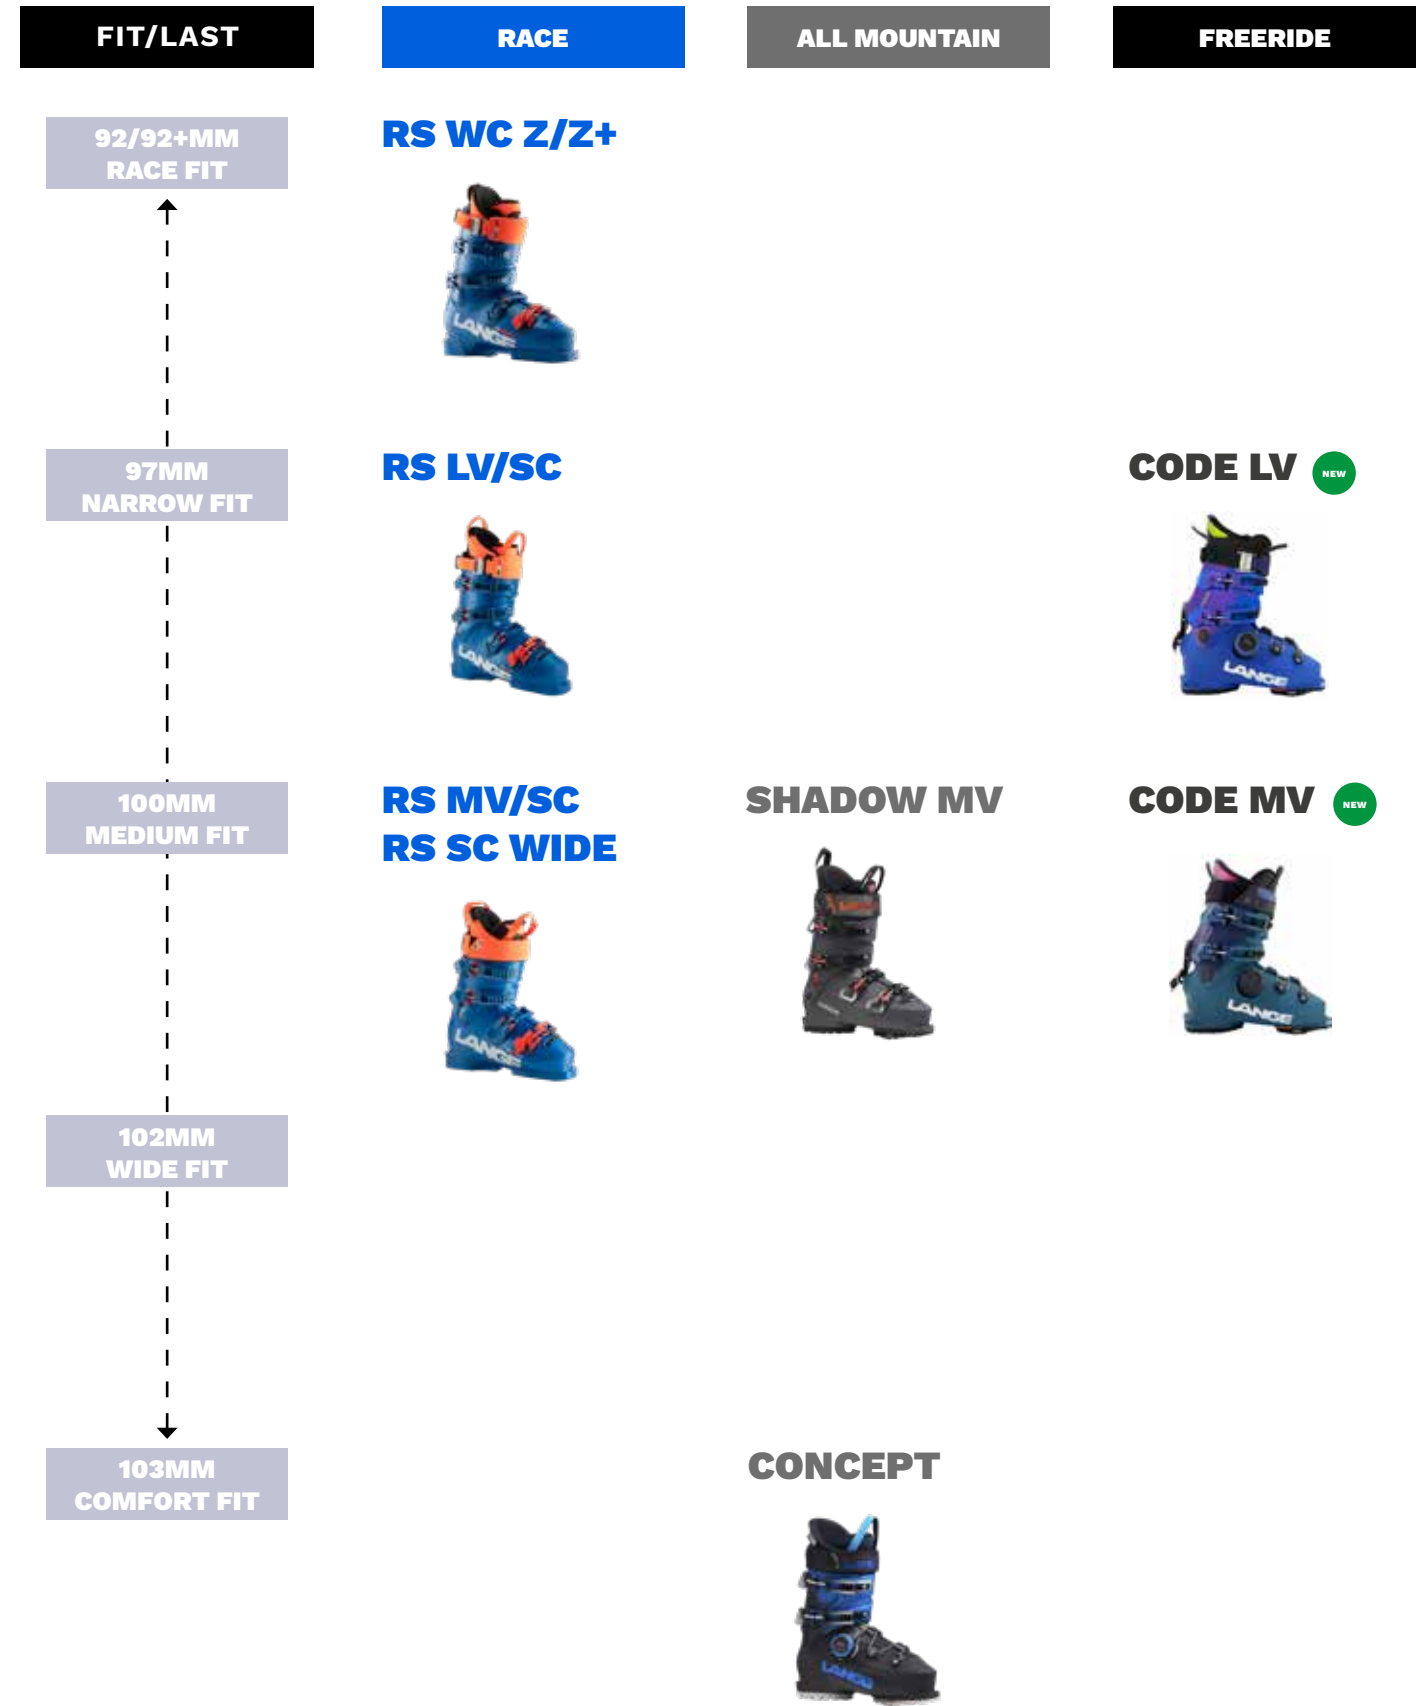 FIT/LAST
RACE
ALL MOUNTAIN
FREERIDE
92/92+MM
RACE FIT
RS WC Z/Z+
LANGE
97MM
NARROW FIT
RS LV/SC
LANGE
CODE LV
NEW
LANGE
100MM
MEDIUM FIT
RS MV/SC
RS SC WIDE
LANGE
SHADOW MV
CODE MV
NEW
LANGE
102MM
WIDE FIT
103MM
COMFORT FIT
CONCEPT
LANGE